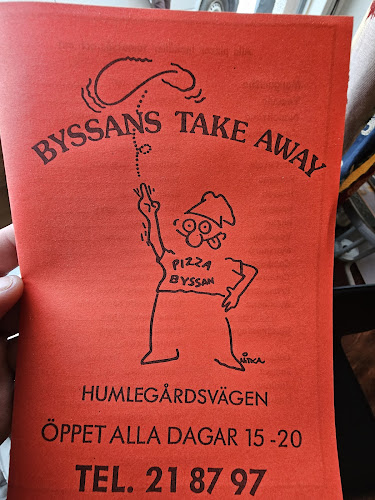 BYSSANS TAKE AWAY
PIZZA
BYSSAN
HUMLEGÅRDSVÄGEN
ÖPPET ALLA DAGAR 15-20
TEL. 21 87 97